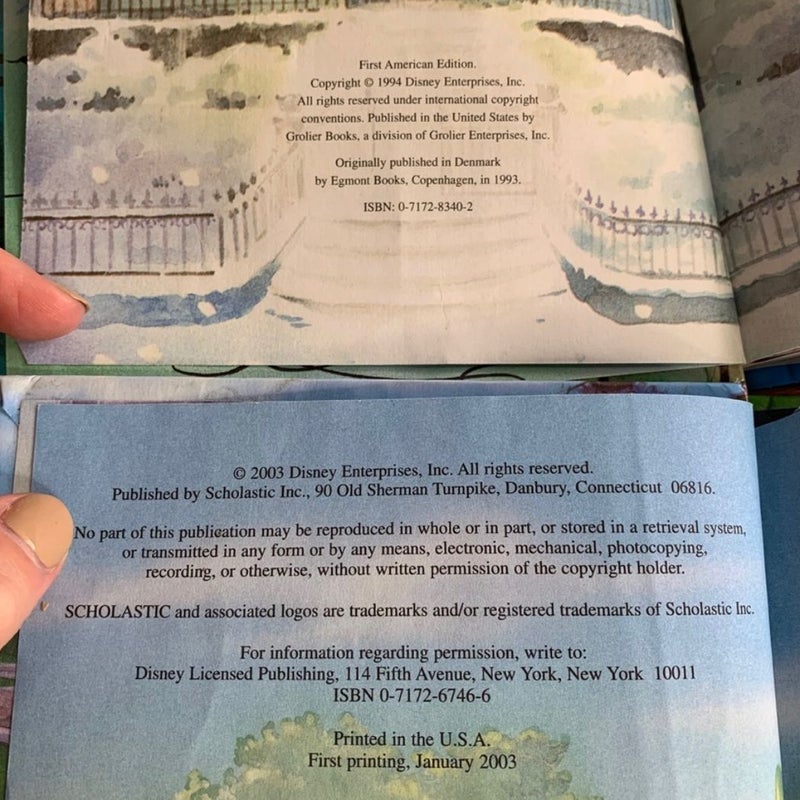 First American Edition.
Copyright © 1994 Disney Enterprises, Inc.
All rights reserved under international copyright
conventions. Published in the United States by
Grolier Books, a division of Grolier Enterprises, Inc.
Originally published in Denmark
by Egmont Books, Copenhagen, in 1993.
ISBN: 0-7172-8340-2
© 2003 Disney Enterprises, Inc. All rights reserved.
Published by Scholastic Inc., 90 Old Sherman Turnpike, Danbury, Connecticut 06816.
No part of this publication may be reproduced in whole or in part, or stored in a retrieval system,
or transmitted in any form or by any means, electronic, mechanical, photocopying,
recording, or otherwise, without written permission of the copyright holder.
SCHOLASTIC and associated logos are trademarks and/or registered trademarks of Scholastic Inc.
For information regarding permission, write to:
Disney Licensed Publishing, 114 Fifth Avenue, New York, New York 10011
ISBN 0-7172-6746-6
Printed in the U.S.A.
First printing, January 2003